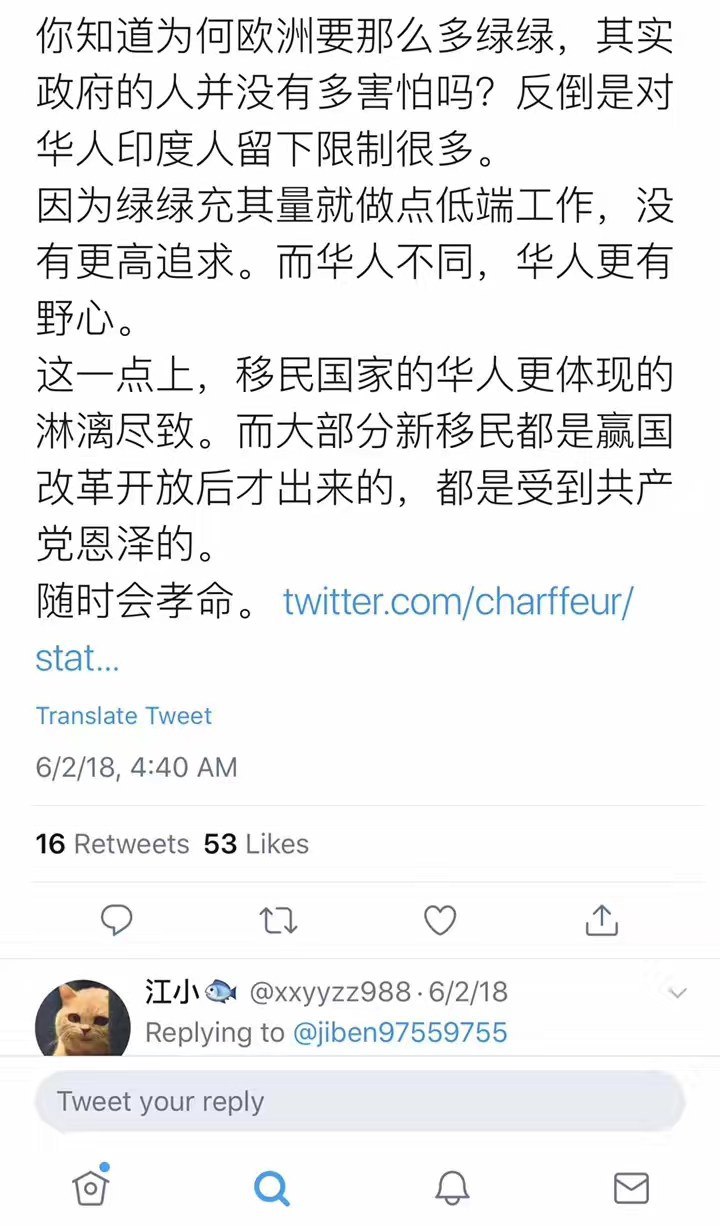 你知道为何欧洲要那么多绿绿，其实
政府的人并没有多害怕吗？反倒是对
华人印度人留下限制很多。
因为绿绿充其量就做点低端工作，没
有更高追求。而华人不同，华人更有
野心。
这一点上，移民国家的华人更体现的
淋漓尽致。而大部分新移民都是赢国
改革开放后才出来的，都是受到共产
党恩泽的。
随时会孝命。 twitter.com/charffeur/
stat...
Translate Tweet
6/2/18, 4:40 AM
16 Retweets 53 Likes
江小🐟 @xxyyzz988 · 6/2/18
Replying to @jiben97559755
Tweet your reply